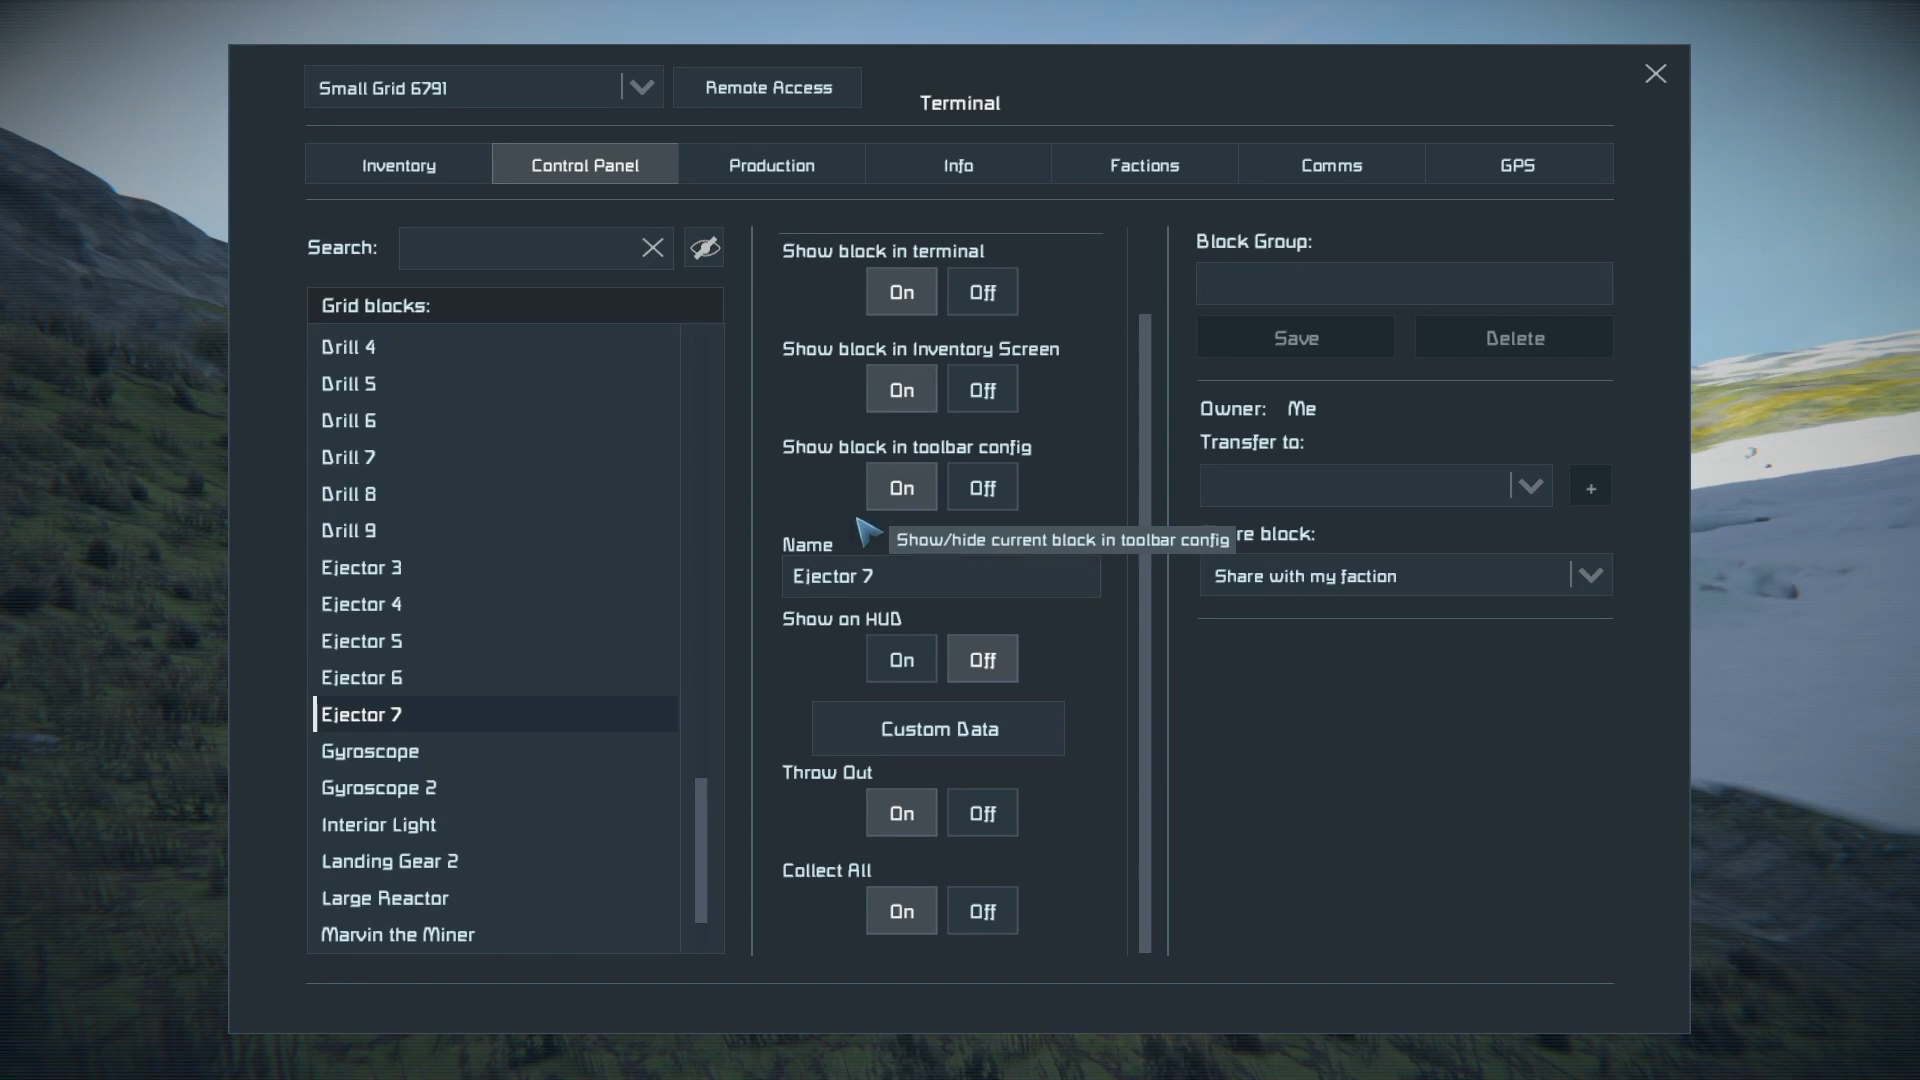 Small Grid 6791
Remote Access
Terminal
Inventory
Control Panel
Production
Info
Factions
Comms
GPS
Search:
Grid blocks:
Drill 4
Drill 5
Drill 6
Drill 7
Drill 8
Drill 9
Ejector 3
Ejector 4
Ejector 5
Ejector 6
Ejector 7
Gyroscope
Gyroscope 2
Interior Light
Landing Gear 2
Large Reactor
Marvin the Miner
Show block in terminal
On Off
Show block in Inventory Screen
On Off
Show block in toolbar config
On Off
Show/hide current block in toolbar config
Name
Ejector 7
Show on HUD
On Off
Custom Data
Throw Out
On Off
Collect All
On Off
Block Group:
Save
Delete
Owner: Me
Transfer to:
+
re block:
Share with my faction